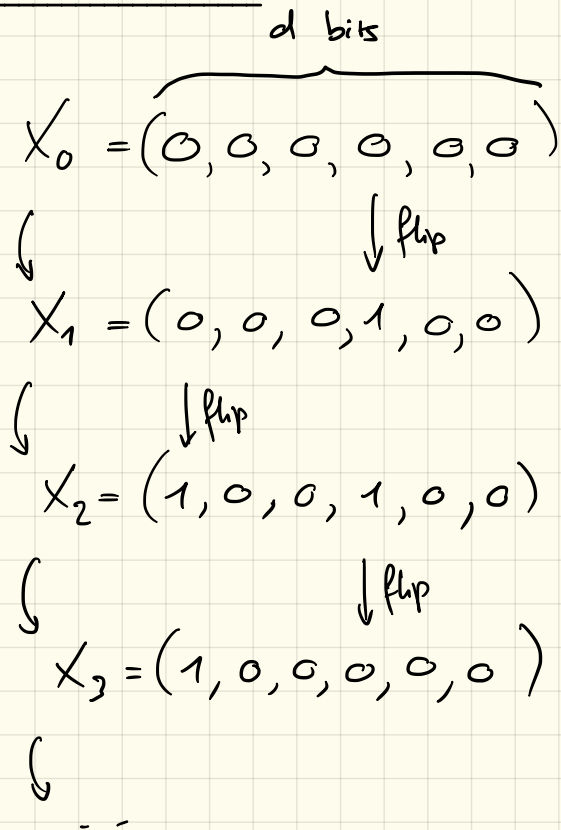 d bits
X₀ = (0, 0, 0, 0, 0, 0)
flip
X₁ = (0, 0, 0, 1, 0, 0)
flip
X₂ = (1, 0, 0, 1, 0, 0)
flip
X₃ = (1, 0, 0, 0, 0, 0)